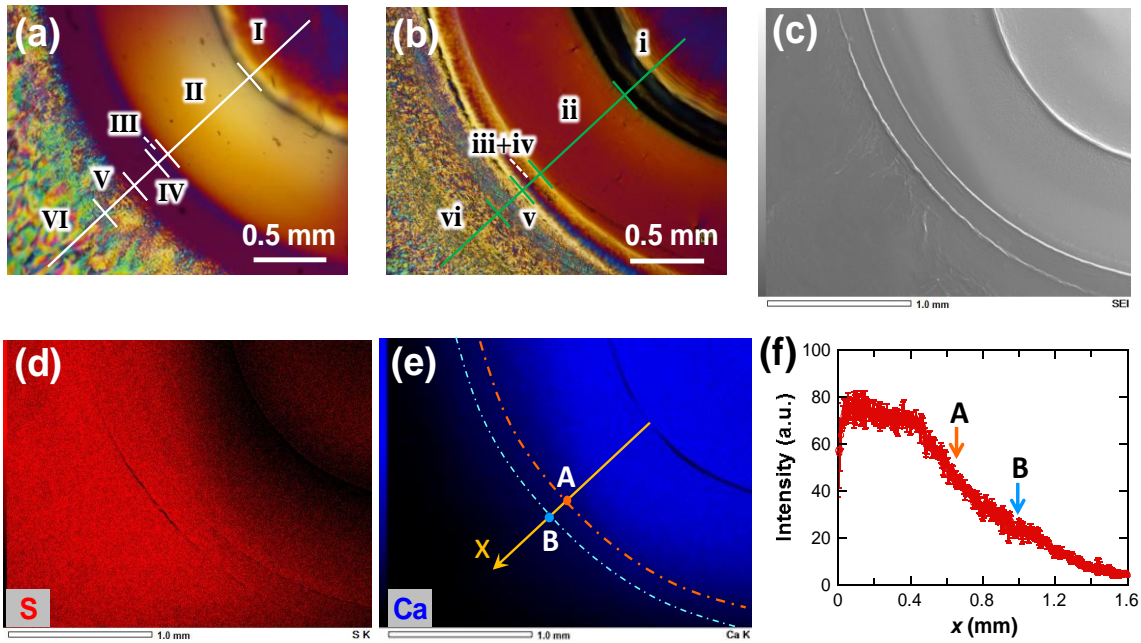 (a)
I
II
III
IV
V
VI
0.5 mm
(b)
i
ii
iii+iv
v
vi
0.5 mm
(c)
1.0 mm
SEI
(d)
S
1.0 mm
S K
(e)
A
B
X
Ca
1.0 mm
Ca K
(f)
100
80
60
40
20
0
Intensity (a.u.)
A
B
0
0.4
0.8
1.2
1.6
x (mm)